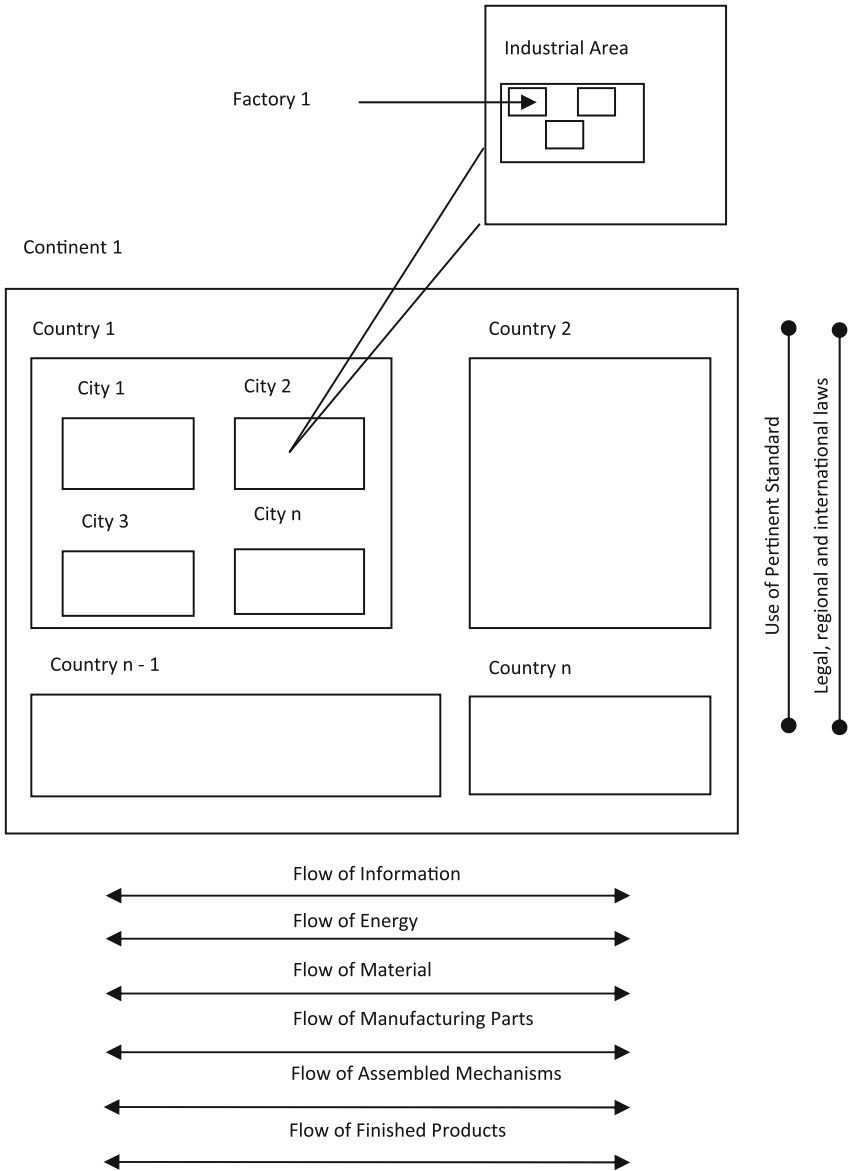 Industrial Area
Factory 1
Continent 1
Country 1
Country 2
City 1
City 2
City 3
City n
Country n - 1
Country n
Use of Pertinent Standard
Legal, regional and international laws
Flow of Information
Flow of Energy
Flow of Material
Flow of Manufacturing Parts
Flow of Assembled Mechanisms
Flow of Finished Products